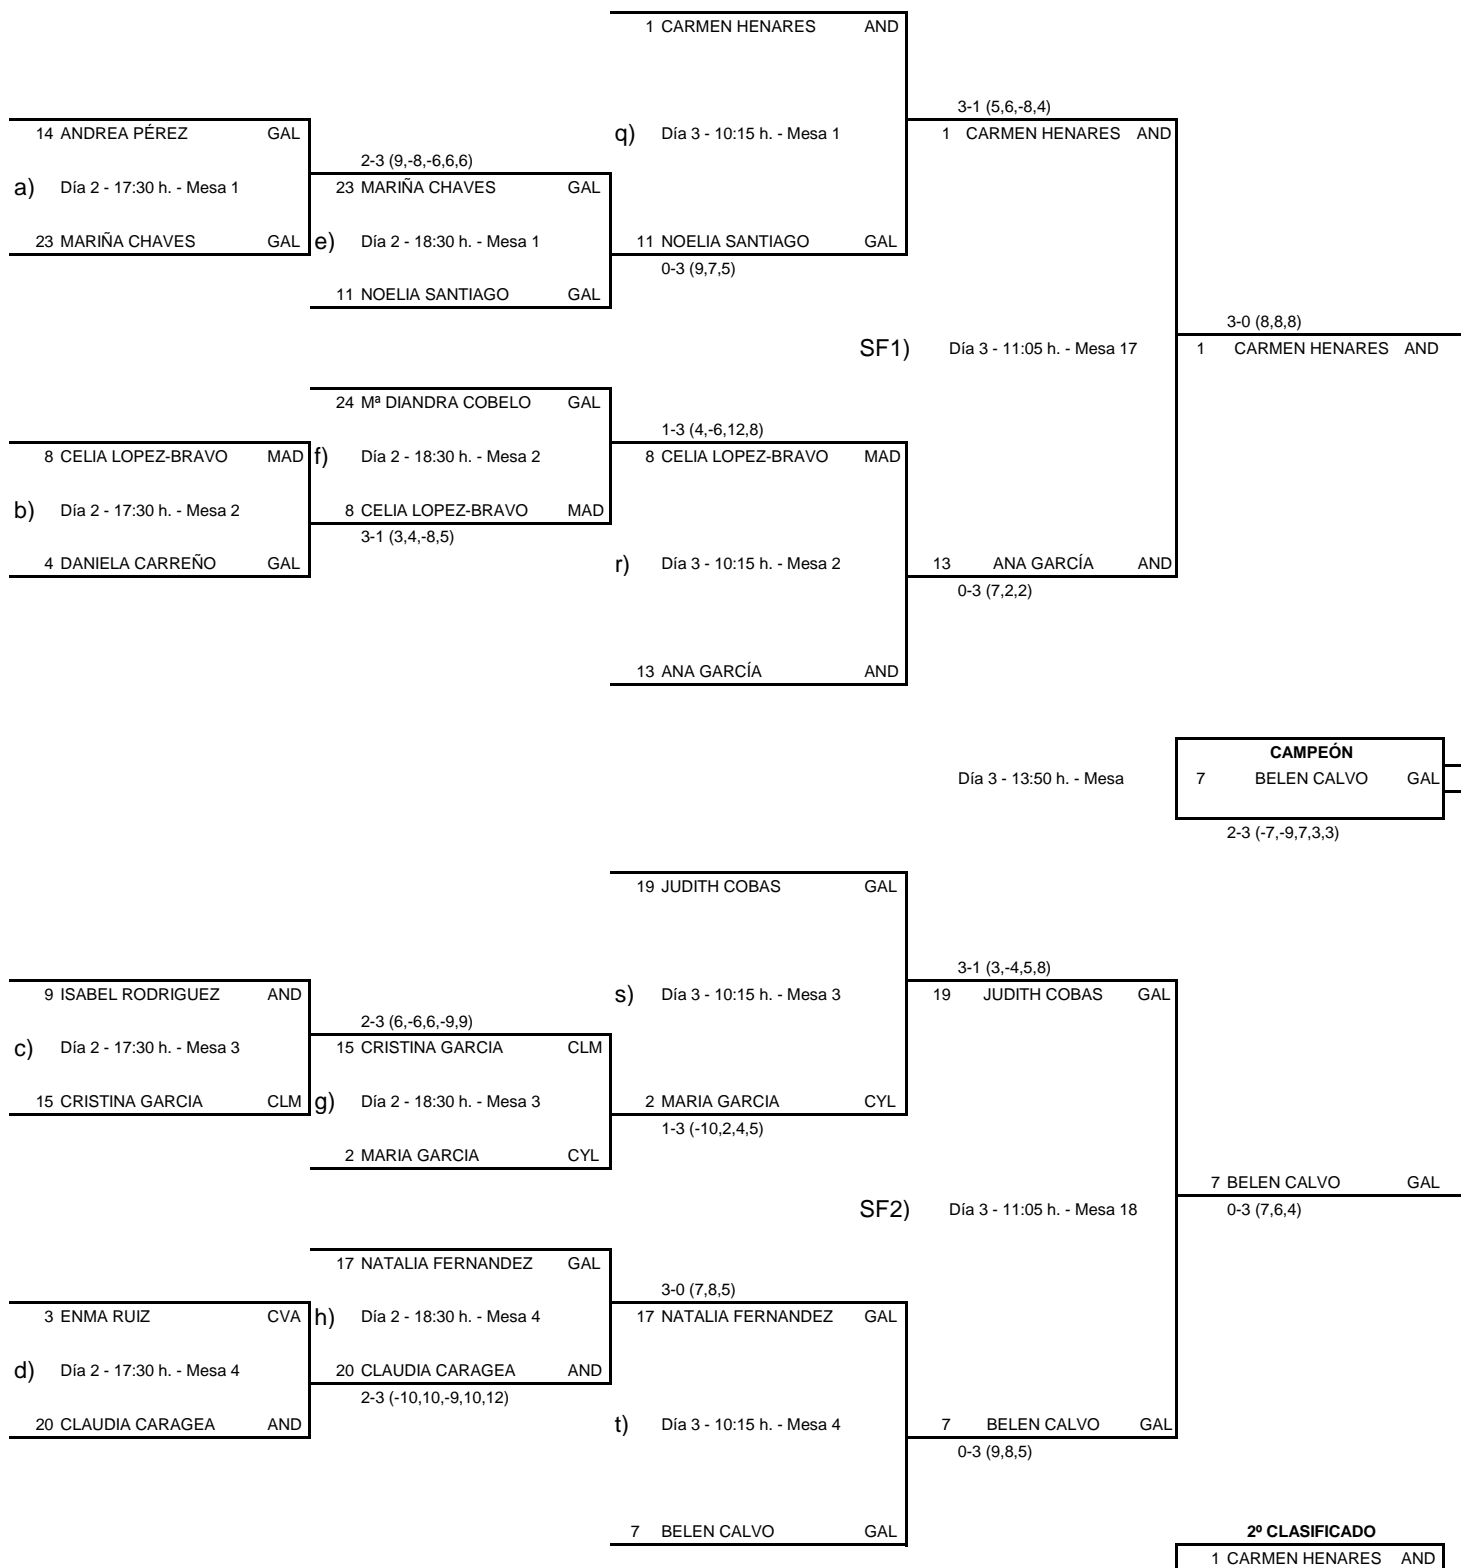 1 CARMEN HENARES AND
3-1 (5,6,-8,4)
14 ANDREA PÉREZ GAL q) Día 3 - 10:15 h. - Mesa 1 1 CARMEN HENARES AND
2-3 (9,-8,-6,6,6)
a) Día 2 - 17:30 h. - Mesa 1 23 MARIÑA CHAVES GAL
23 MARIÑA CHAVES GAL e) Día 2 - 18:30 h. - Mesa 1 11 NOELIA SANTIAGO GAL
0-3 (9,7,5)
11 NOELIA SANTIAGO GAL
3-0 (8,8,8)
SF1) Día 3 - 11:05 h. - Mesa 17 1 CARMEN HENARES AND
24 Mª DIANDRA COBELO GAL
1-3 (4,-6,12,8)
8 CELIA LOPEZ-BRAVO MAD f) Día 2 - 18:30 h. - Mesa 2 8 CELIA LOPEZ-BRAVO MAD
b) Día 2 - 17:30 h. - Mesa 2 8 CELIA LOPEZ-BRAVO MAD
3-1 (3,4,-8,5)
4 DANIELA CARREÑO GAL r) Día 3 - 10:15 h. - Mesa 2 13 ANA GARCÍA AND
0-3 (7,2,2)
13 ANA GARCÍA AND
CAMPEÓN
Día 3 - 13:50 h. - Mesa 7 BELEN CALVO GAL
2-3 (-7,-9,7,3,3)
19 JUDITH COBAS GAL
3-1 (3,-4,5,8)
9 ISABEL RODRIGUEZ AND s) Día 3 - 10:15 h. - Mesa 3 19 JUDITH COBAS GAL
2-3 (6,-6,6,-9,9)
c) Día 2 - 17:30 h. - Mesa 3 15 CRISTINA GARCIA CLM
15 CRISTINA GARCIA CLM g) Día 2 - 18:30 h. - Mesa 3 2 MARIA GARCIA CYL
1-3 (-10,2,4,5)
2 MARIA GARCIA CYL
7 BELEN CALVO GAL
SF2) Día 3 - 11:05 h. - Mesa 18 0-3 (7,6,4)
17 NATALIA FERNANDEZ GAL
3-0 (7,8,5)
3 ENMA RUIZ CVA h) Día 2 - 18:30 h. - Mesa 4 17 NATALIA FERNANDEZ GAL
d) Día 2 - 17:30 h. - Mesa 4 20 CLAUDIA CARAGEA AND
2-3 (-10,10,-9,10,12)
20 CLAUDIA CARAGEA AND t) Día 3 - 10:15 h. - Mesa 4 7 BELEN CALVO GAL
0-3 (9,8,5)
7 BELEN CALVO GAL 2º CLASIFICADO
1 CARMEN HENARES AND